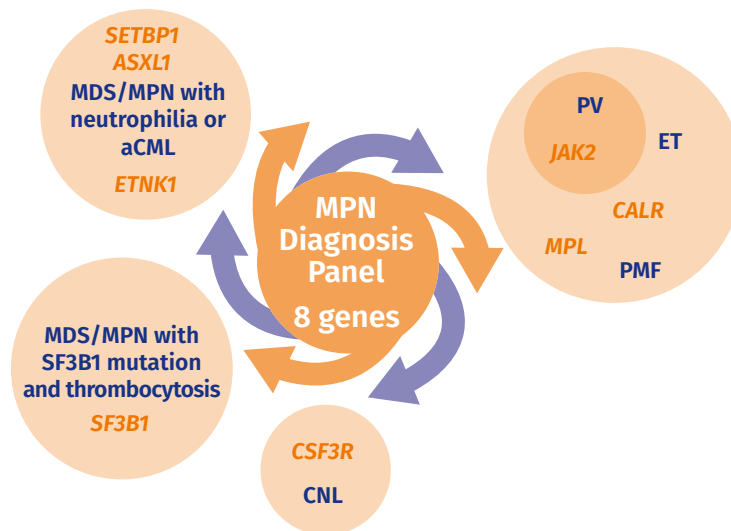 SETBP1
ASXL1
MDS/MPN with
neutrophilia or
aCML
ETNK1
PV
JAK2
ET
CALR
MPL
PMF
MPN
Diagnosis
Panel
8 genes
MDS/MPN with
SF3B1 mutation
and thrombocytosis
SF3B1
CSF3R
CNL